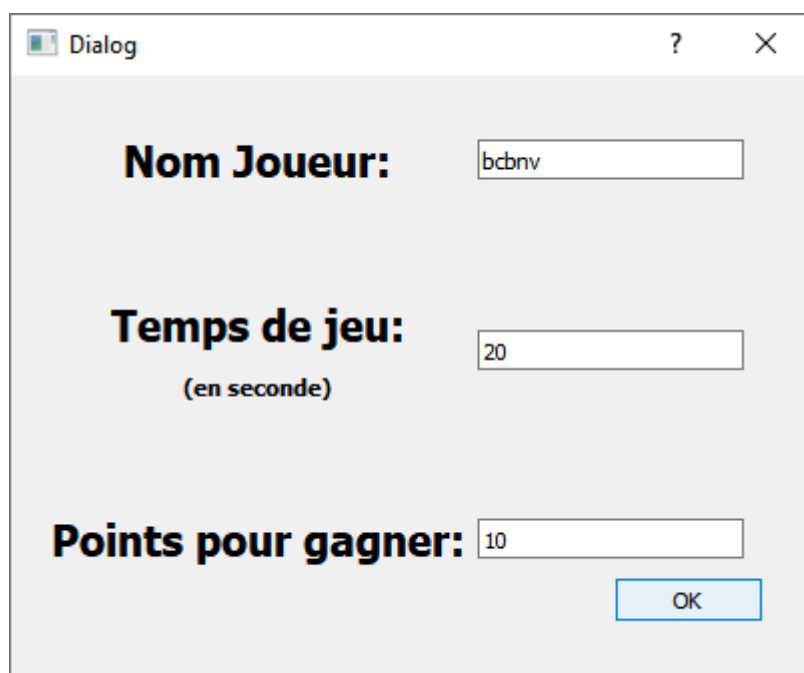 Dialog ?
Nom Joueur: bcbnv
Temps de jeu: 20
(en seconde)
Points pour gagner: 10
OK